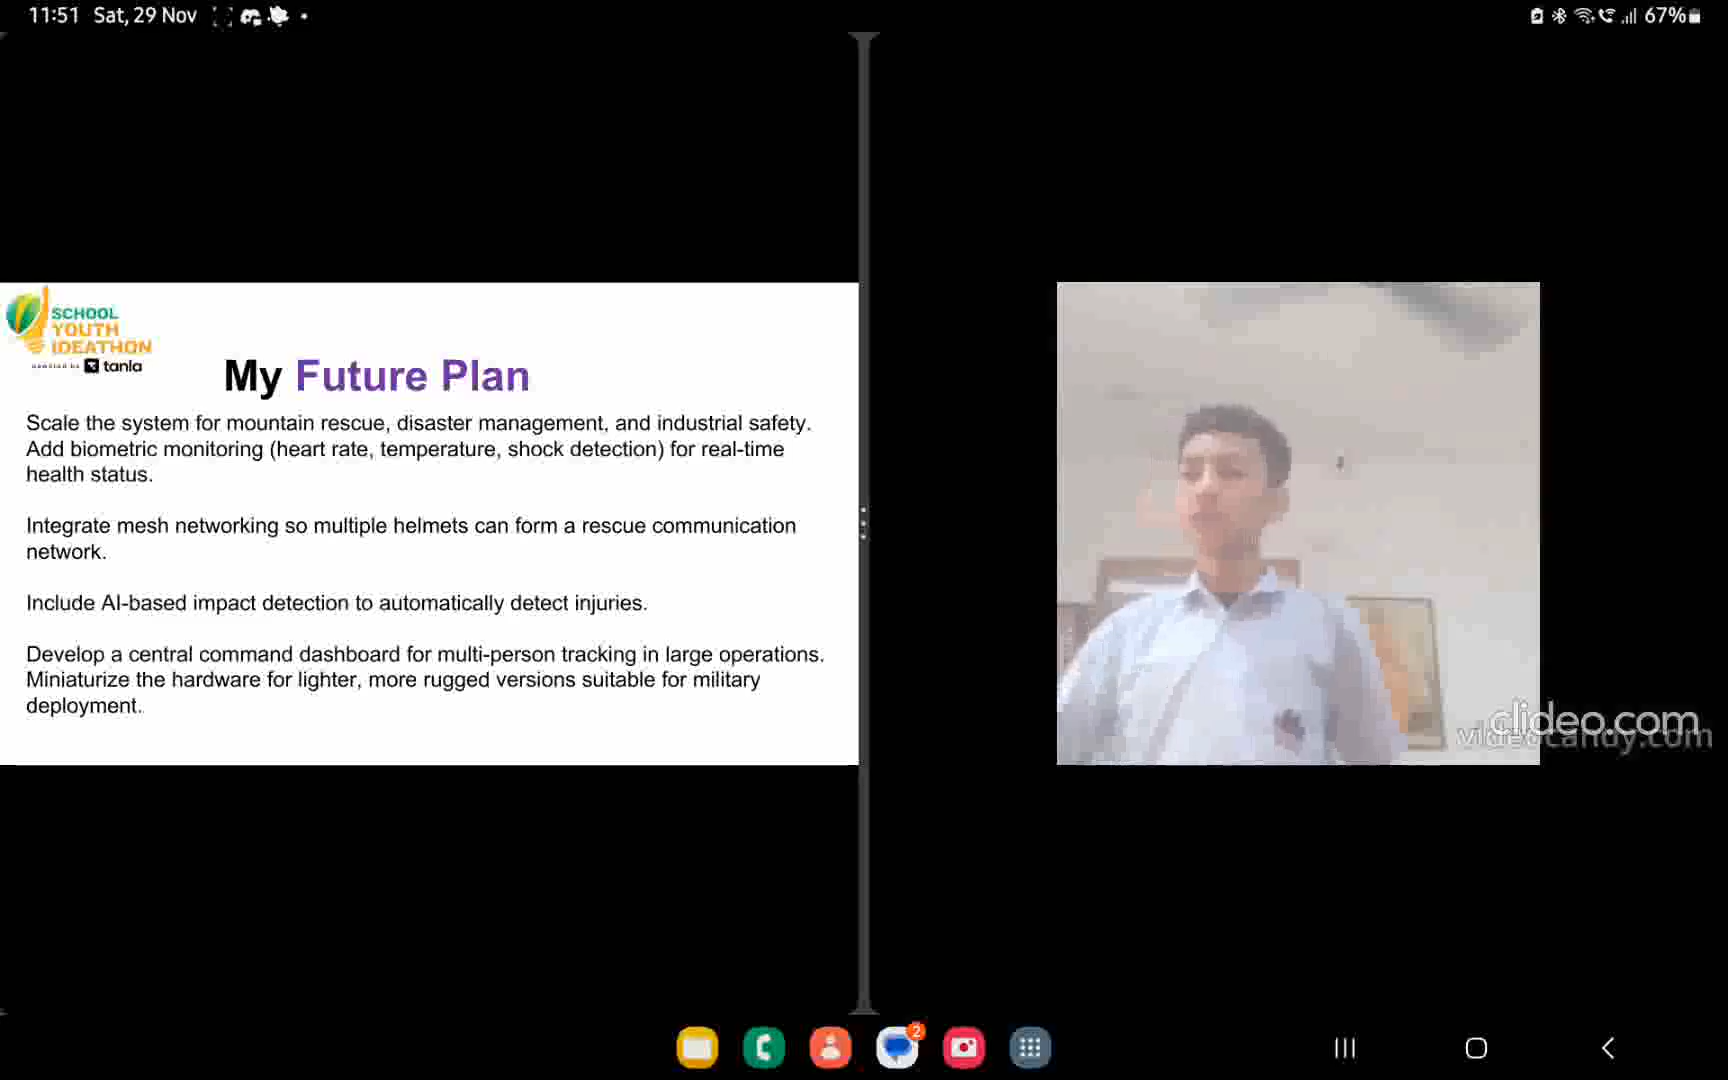 11:51 Sat, 29 Nov
67%
SCHOOL
YOUTH
IDEATHON
POWERED BY tanla
My Future Plan
Scale the system for mountain rescue, disaster management, and industrial safety.
Add biometric monitoring (heart rate, temperature, shock detection) for real-time
health status.
Integrate mesh networking so multiple helmets can form a rescue communication
network.
Include AI-based impact detection to automatically detect injuries.
Develop a central command dashboard for multi-person tracking in large operations.
Miniaturize the hardware for lighter, more rugged versions suitable for military
deployment.
clideo.com
videocandy.com
2